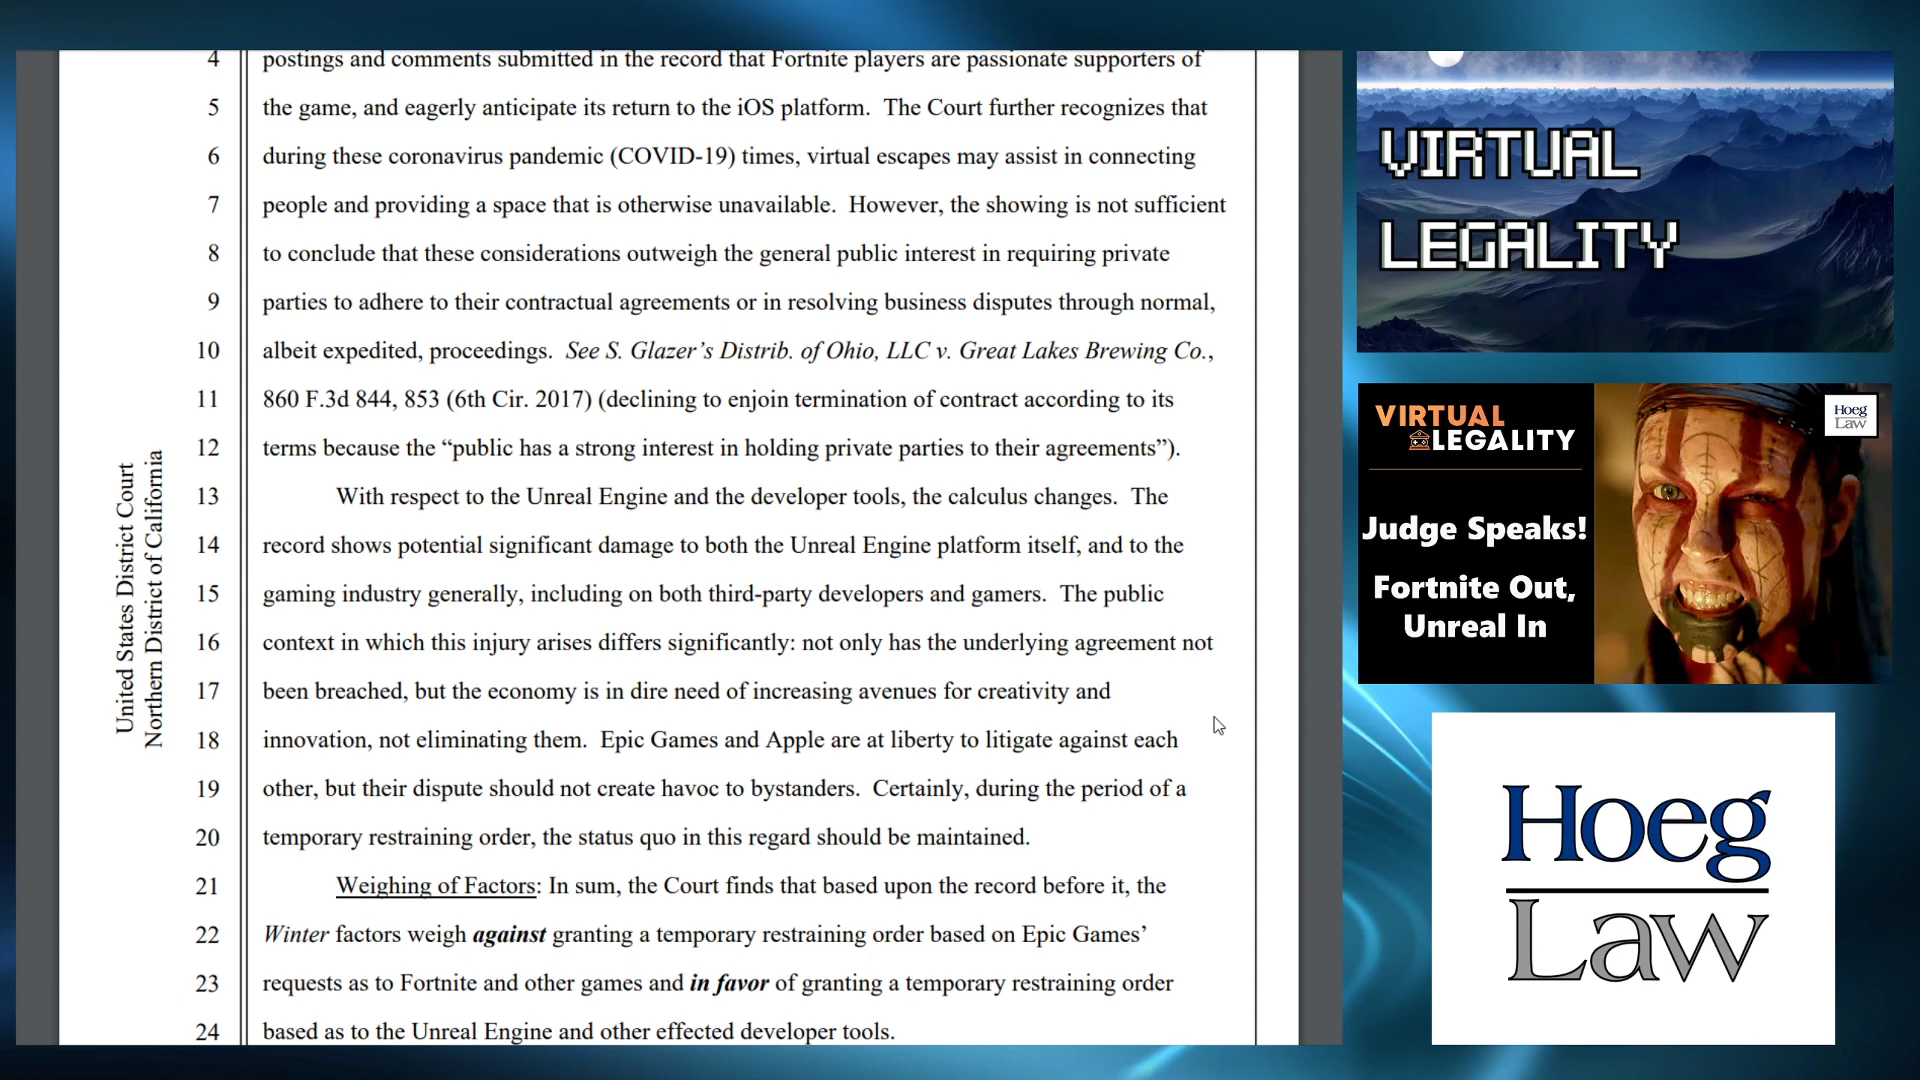 4 postings and comments submitted in the record that Fortnite players are passionate supporters of
5 the game, and eagerly anticipate its return to the iOS platform. The Court further recognizes that
6 during these coronavirus pandemic (COVID-19) times, virtual escapes may assist in connecting
7 people and providing a space that is otherwise unavailable. However, the showing is not sufficient
8 to conclude that these considerations outweigh the general public interest in requiring private
9 parties to adhere to their contractual agreements or in resolving business disputes through normal,
10 albeit expedited, proceedings. See S. Glazer’s Distrib. of Ohio, LLC v. Great Lakes Brewing Co.,
11 860 F.3d 844, 853 (6th Cir. 2017) (declining to enjoin termination of contract according to its
12 terms because the “public has a strong interest in holding private parties to their agreements”).
13 With respect to the Unreal Engine and the developer tools, the calculus changes. The
14 record shows potential significant damage to both the Unreal Engine platform itself, and to the
15 gaming industry generally, including on both third-party developers and gamers. The public
16 context in which this injury arises differs significantly: not only has the underlying agreement not
17 been breached, but the economy is in dire need of increasing avenues for creativity and
18 innovation, not eliminating them. Epic Games and Apple are at liberty to litigate against each
19 other, but their dispute should not create havoc to bystanders. Certainly, during the period of a
20 temporary restraining order, the status quo in this regard should be maintained.
21 Weighing of Factors: In sum, the Court finds that based upon the record before it, the
22 Winter factors weigh against granting a temporary restraining order based on Epic Games’
23 requests as to Fortnite and other games and in favor of granting a temporary restraining order
24 based as to the Unreal Engine and other effected developer tools.
United States District Court
Northern District of California
VIRTUAL
LEGALITY
VIRTUAL
LEGALITY
Hoeg
Law
Judge Speaks!
Fortnite Out,
Unreal In
Hoeg
Law